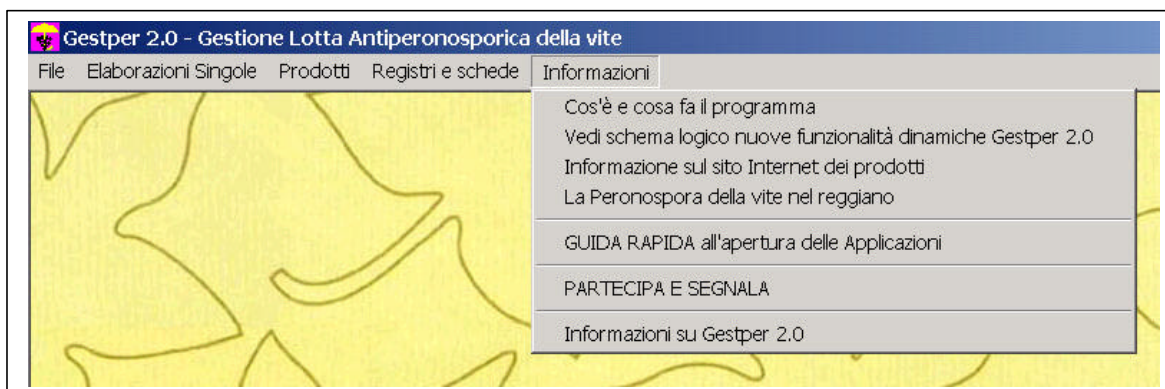 Gestper 2.0 - Gestione Lotta Antiperonosporica della vite
File Elaborazioni Singole Prodotti Registri e schede Informazioni
Cos'è e cosa fa il programma
Vedi schema logico nuove funzionalità dinamiche Gestper 2.0
Informazione sul sito Internet dei prodotti
La Peronospora della vite nel reggiano
GUIDA RAPIDA all'apertura delle Applicazioni
PARTECIPA E SEGNALA
Informazioni su Gestper 2.0